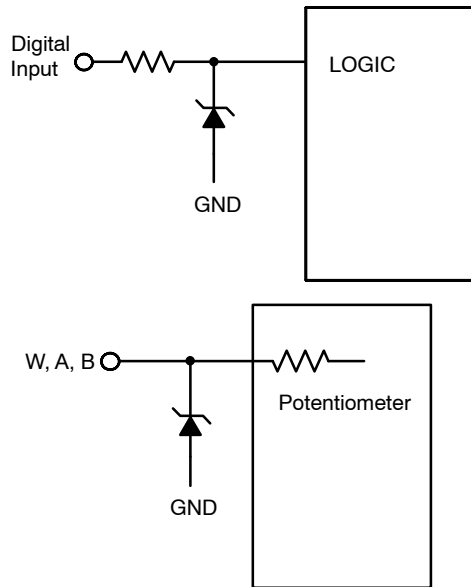 Digital
Input
LOGIC
GND
W, A, B
Potentiometer
GND